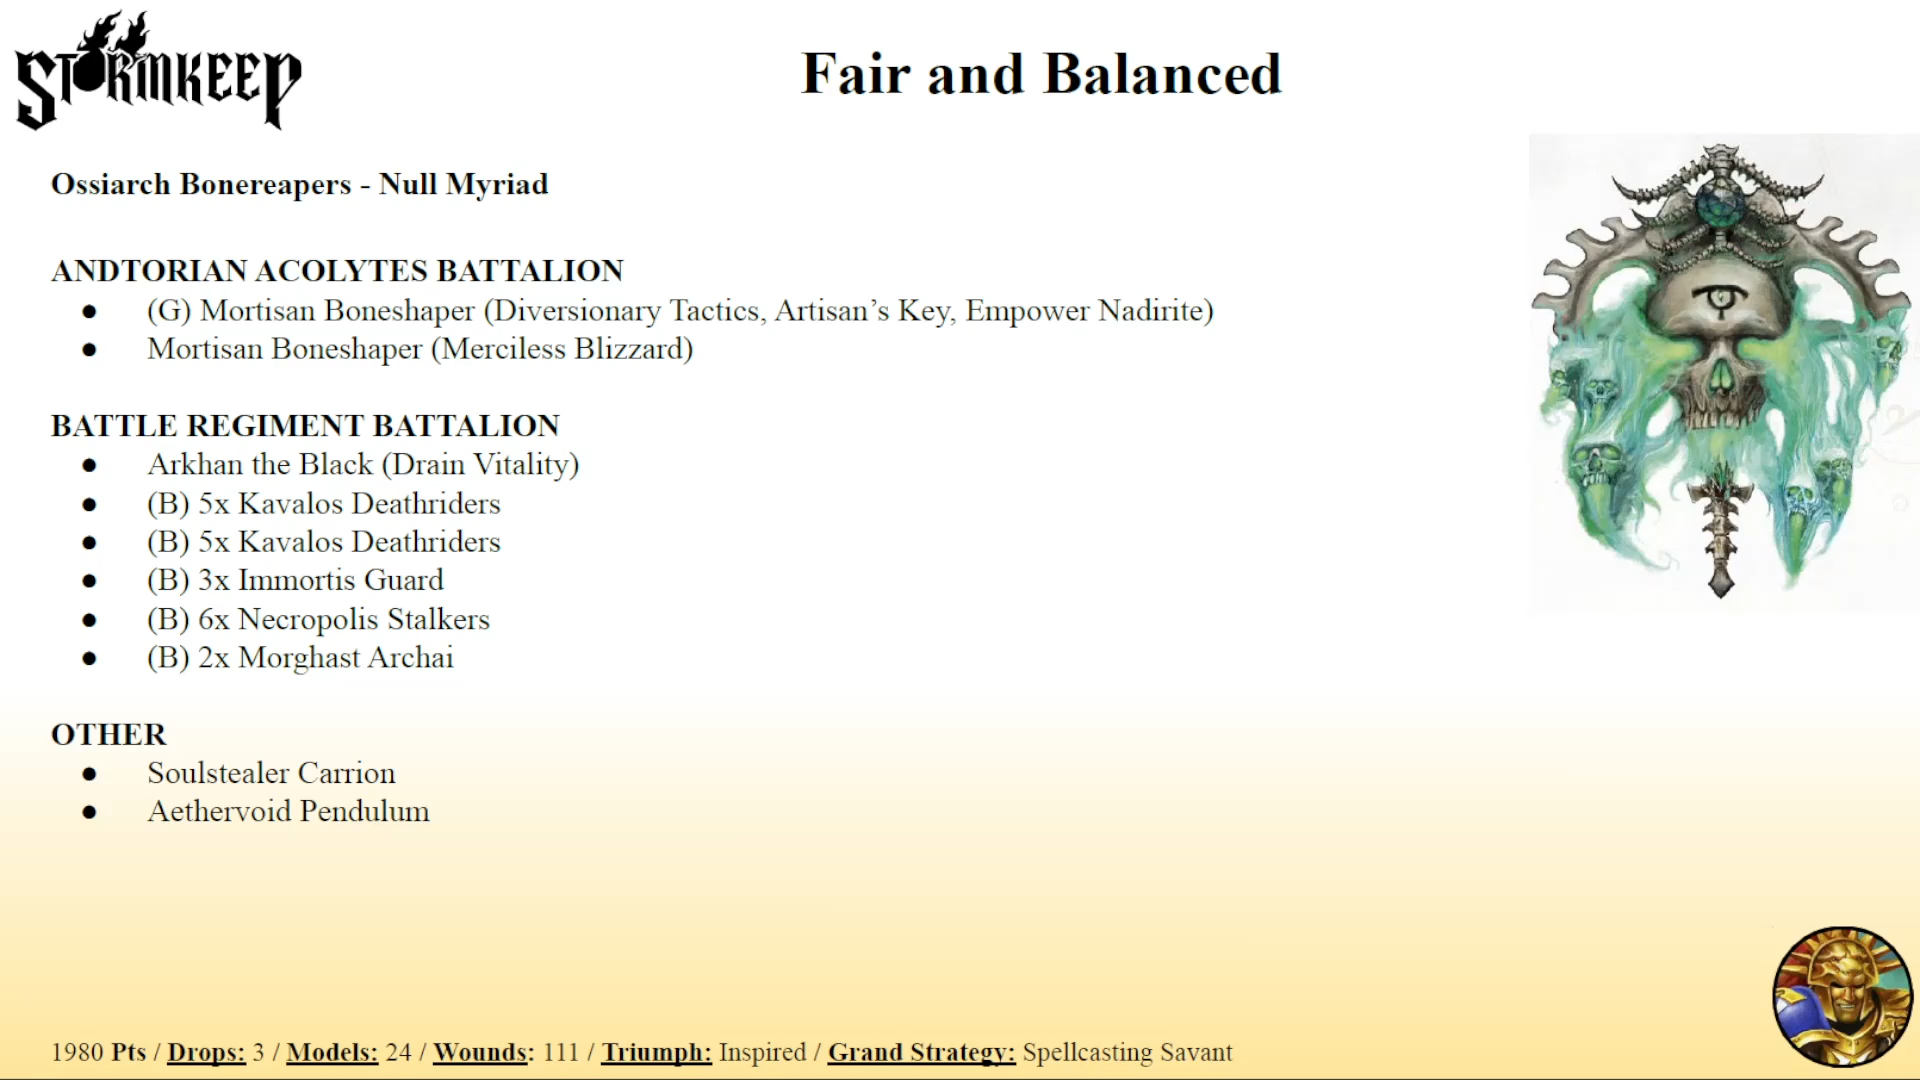 STORMKEEP
Fair and Balanced
Ossiarch Bonereapers - Null Myriad
ANDTORIAN ACOLYTES BATTALION
● (G) Mortisan Boneshaper (Diversionary Tactics, Artisan’s Key, Empower Nadirite)
● Mortisan Boneshaper (Merciless Blizzard)
BATTLE REGIMENT BATTALION
● Arkhan the Black (Drain Vitality)
● (B) 5x Kavalos Deathriders
● (B) 5x Kavalos Deathriders
● (B) 3x Immortis Guard
● (B) 6x Necropolis Stalkers
● (B) 2x Morghast Archai
OTHER
● Soulstealer Carrion
● Aethervoid Pendulum
1980 Pts / Drops: 3 / Models: 24 / Wounds: 111 / Triumph: Inspired / Grand Strategy: Spellcasting Savant